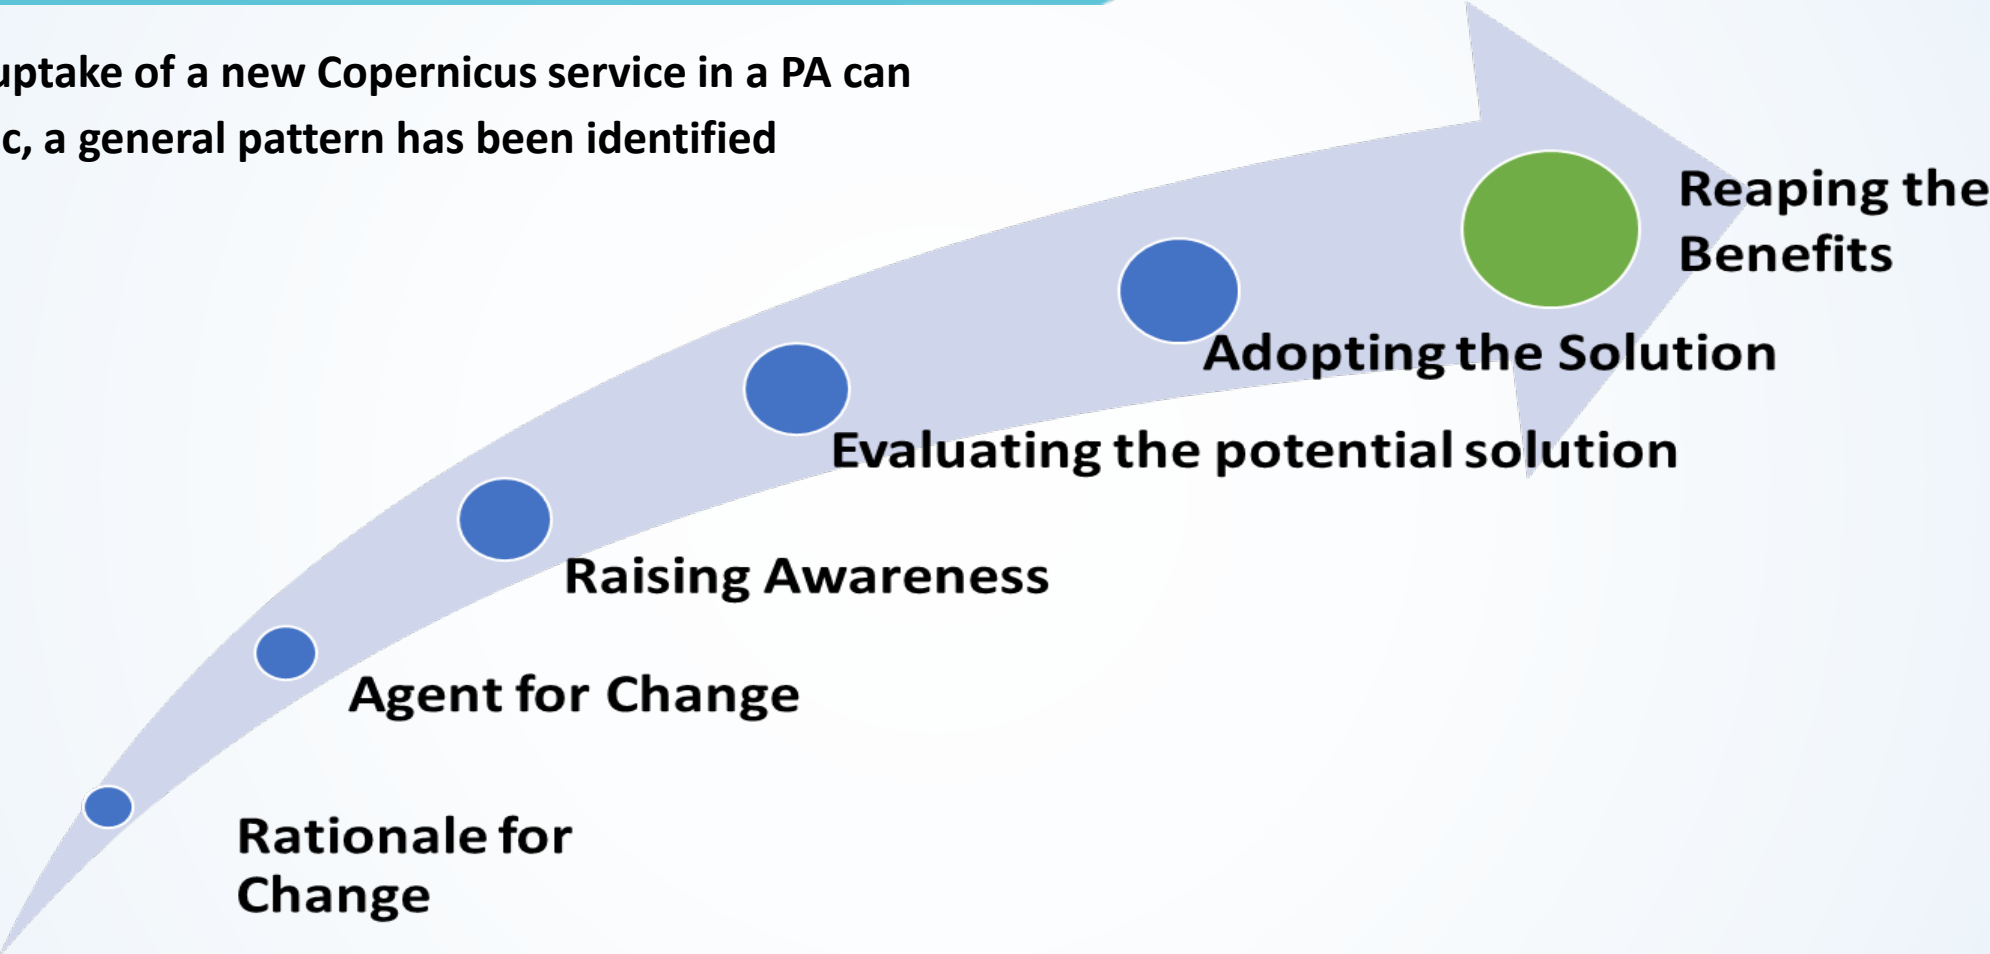 uptake of a new Copernicus service in a PA can
c, a general pattern has been identified
Reaping the
Benefits
Adopting the Solution
Evaluating the potential solution
Raising Awareness
Agent for Change
Rationale for
Change